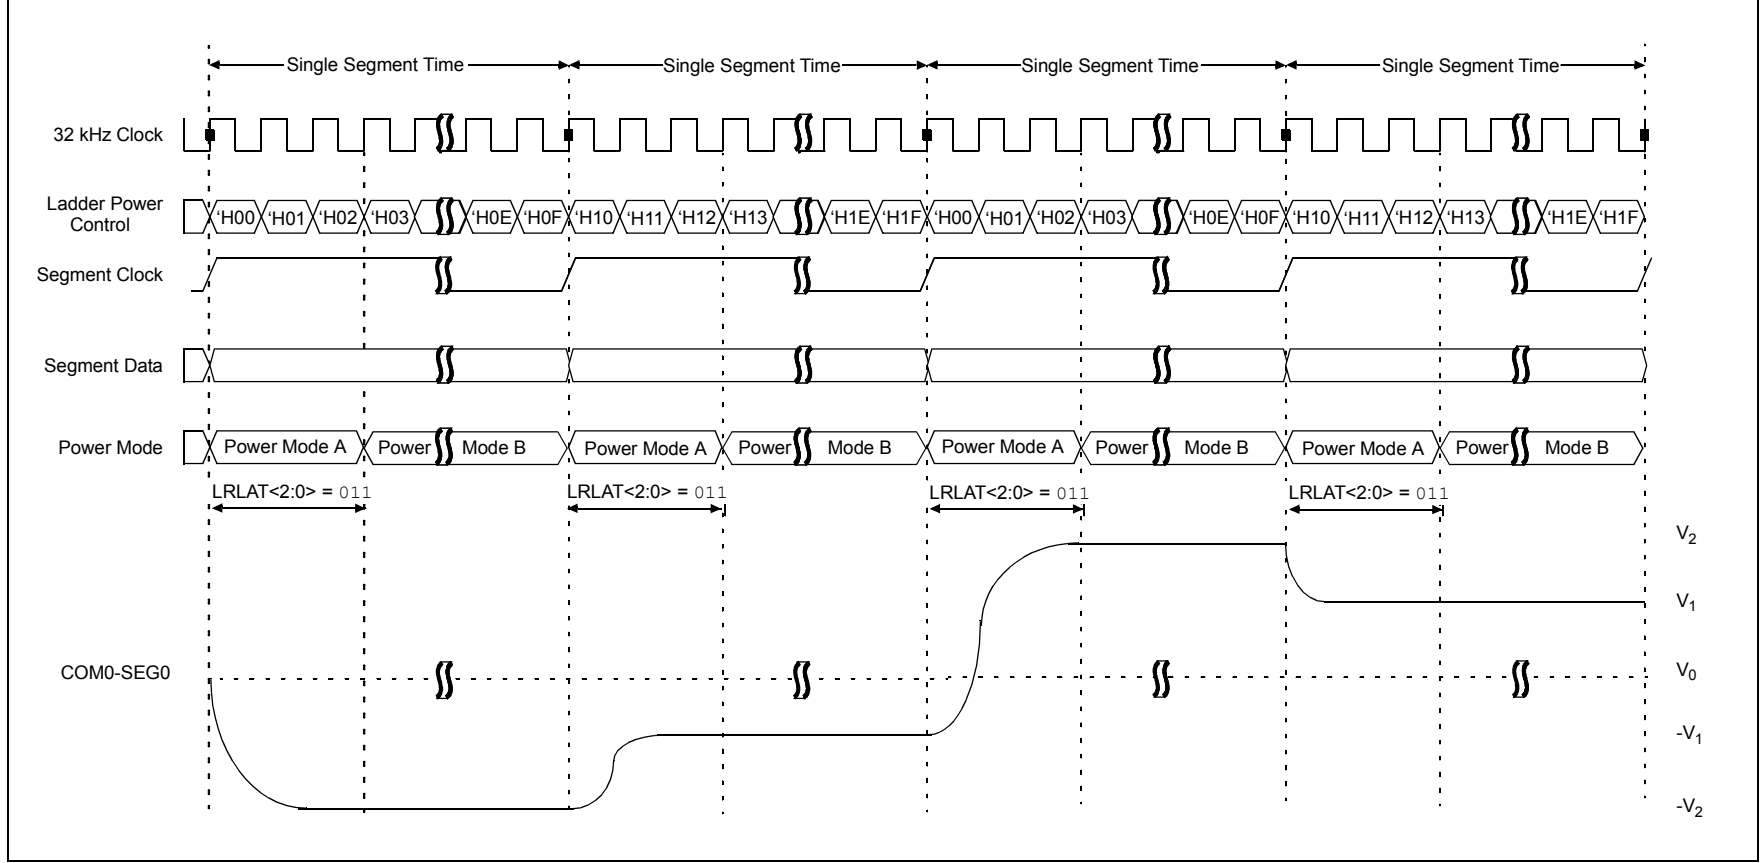 Single Segment Time Single Segment Time Single Segment Time Single Segment Time
32 kHz Clock
Ladder Power
Control
‘H00 ‘H01 ‘H02 ‘H03 ‘H0E ‘H0F ‘H10 ‘H11 ‘H12 ‘H13 ‘H1E ‘H1F ‘H00 ‘H01 ‘H02 ‘H03 ‘H0E ‘H0F ‘H10 ‘H11 ‘H12 ‘H13 ‘H1E ‘H1F
Segment Clock
Segment Data
Power Mode Power Mode A Power Mode B Power Mode A Power Mode B Power Mode A Power Mode B Power Mode A Power Mode B
LRLAT<2:0> = 011 LRLAT<2:0> = 011 LRLAT<2:0> = 011 LRLAT<2:0> = 011
V2
V1
COM0-SEG0 V0
-V1
-V2